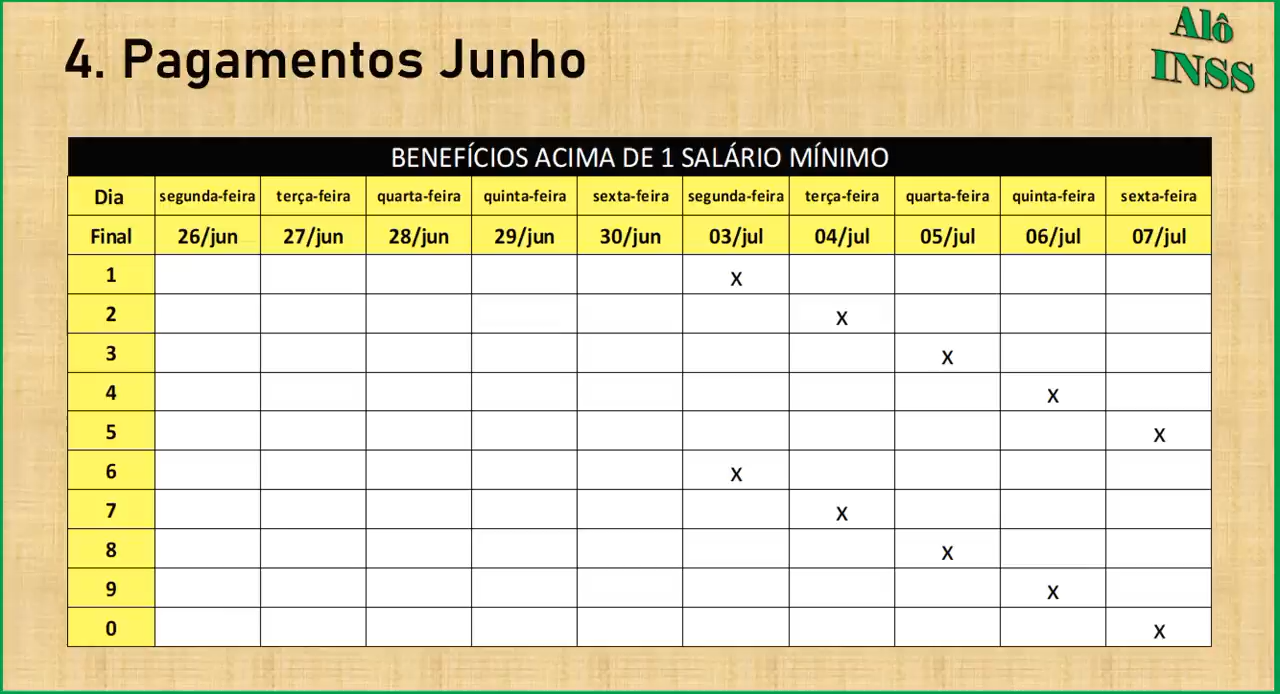 4. Pagamentos Junho
Alô
INSS
BENEFÍCIOS ACIMA DE 1 SALÁRIO MÍNIMO
Dia segunda-feira terça-feira quarta-feira quinta-feira sexta-feira segunda-feira terça-feira quarta-feira quinta-feira sexta-feira
Final 26/jun 27/jun 28/jun 29/jun 30/jun 03/jul 04/jul 05/jul 06/jul 07/jul
1 x
2 x
3 x
4 x
5 x
6 x
7 x
8 x
9 x
0 x